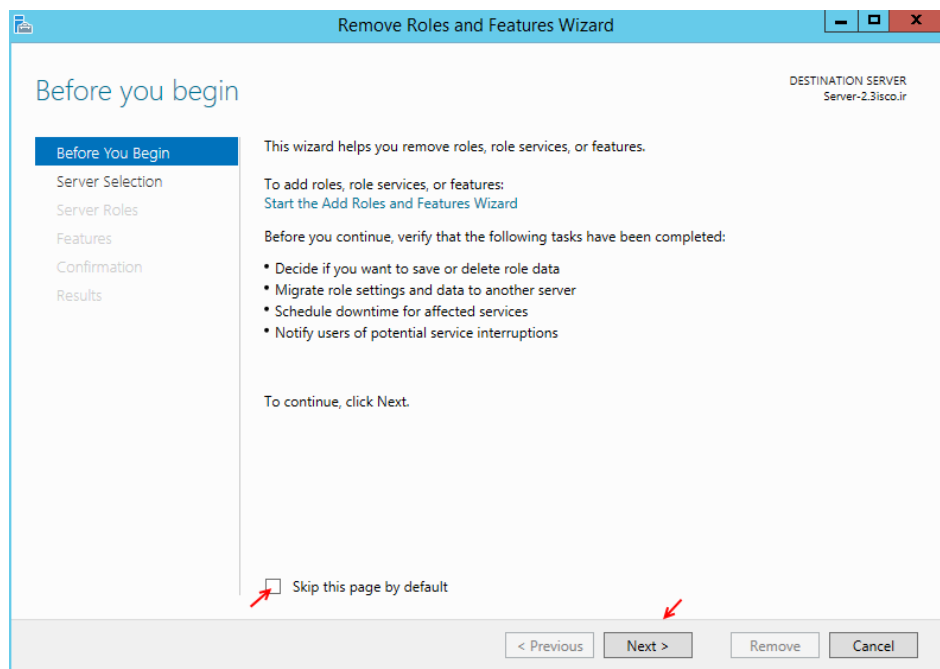 Remove Roles and Features Wizard
Before you begin
DESTINATION SERVER
Server-2.3isco.ir
Before You Begin
Server Selection
Server Roles
Features
Confirmation
Results
This wizard helps you remove roles, role services, or features.
To add roles, role services, or features:
Start the Add Roles and Features Wizard
Before you continue, verify that the following tasks have been completed:
• Decide if you want to save or delete role data
• Migrate role settings and data to another server
• Schedule downtime for affected services
• Notify users of potential service interruptions
To continue, click Next.
Skip this page by default
< Previous Next > Remove Cancel